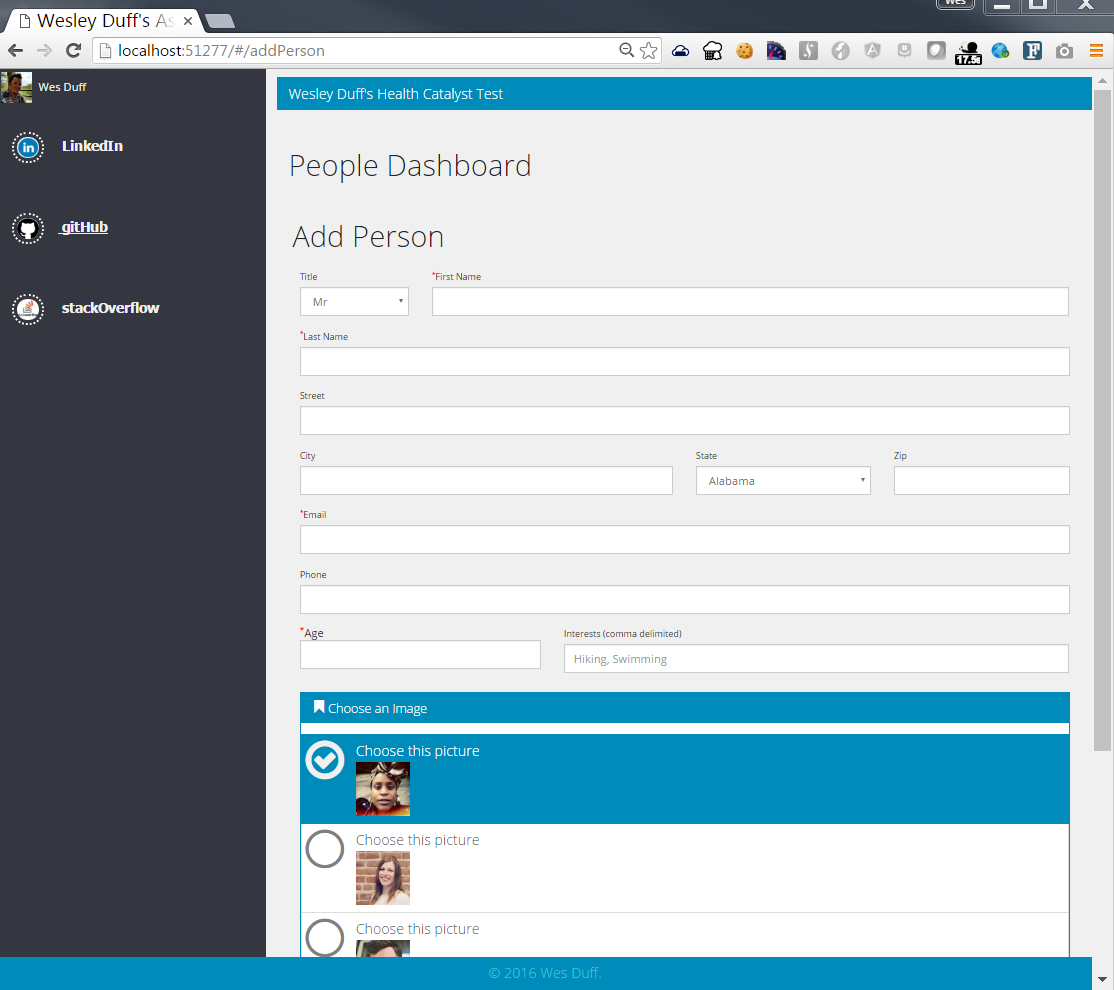 Wes
Wesley Duff's As
localhost:51277/#/addPerson
17.5g
Wes Duff
Wesley Duff's Health Catalyst Test
LinkedIn
gitHub
stackOverflow
People Dashboard
Add Person
Title
*First Name
Mr
*Last Name
Street
City
State
Zip
Alabama
*Email
Phone
*Age
Interests (comma delimited)
Hiking, Swimming
Choose an Image
Choose this picture
Choose this picture
Choose this picture
© 2016 Wes Duff.